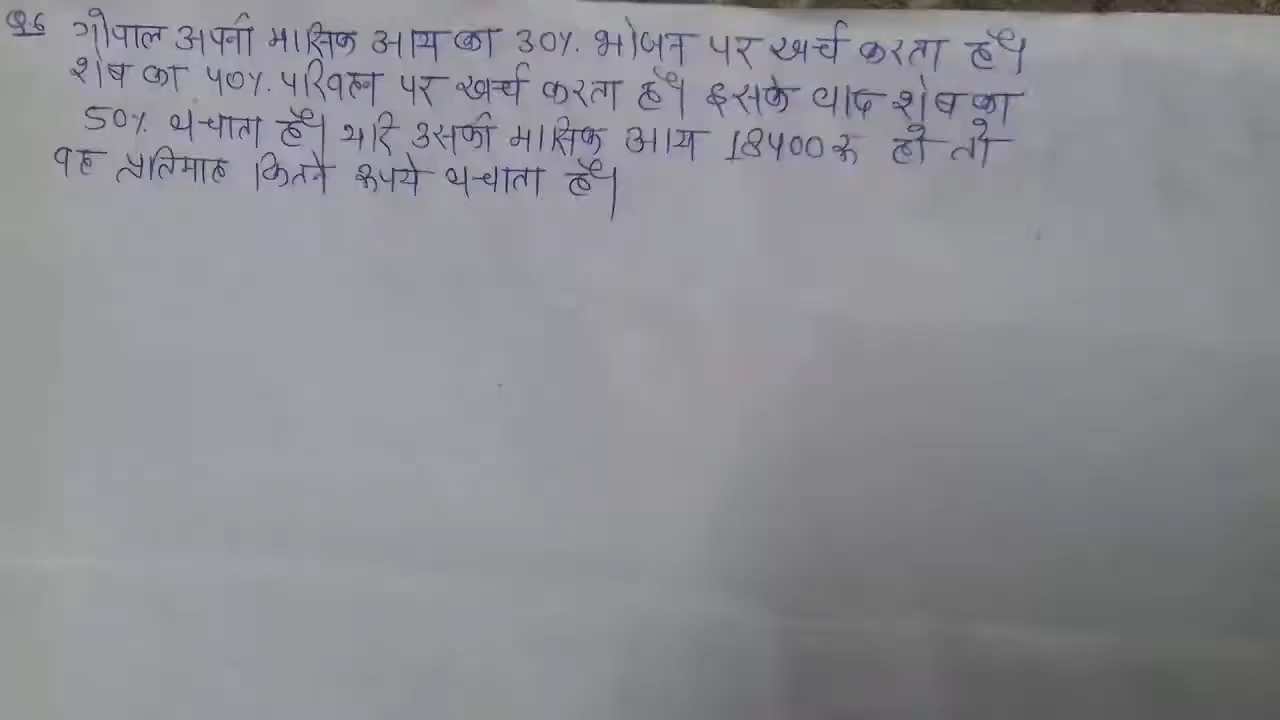 Q6 गोपाल अपनी मासिक आय का 30% भोजन पर खर्च करता है।
शेष का 40% परिवहन पर खर्च करता है। इसके बाद शेष का
50% बचाता है। यदि उसकी मासिक आय 18400रु हो तो
वह प्रतिमाह कितने रुपये बचाता है।